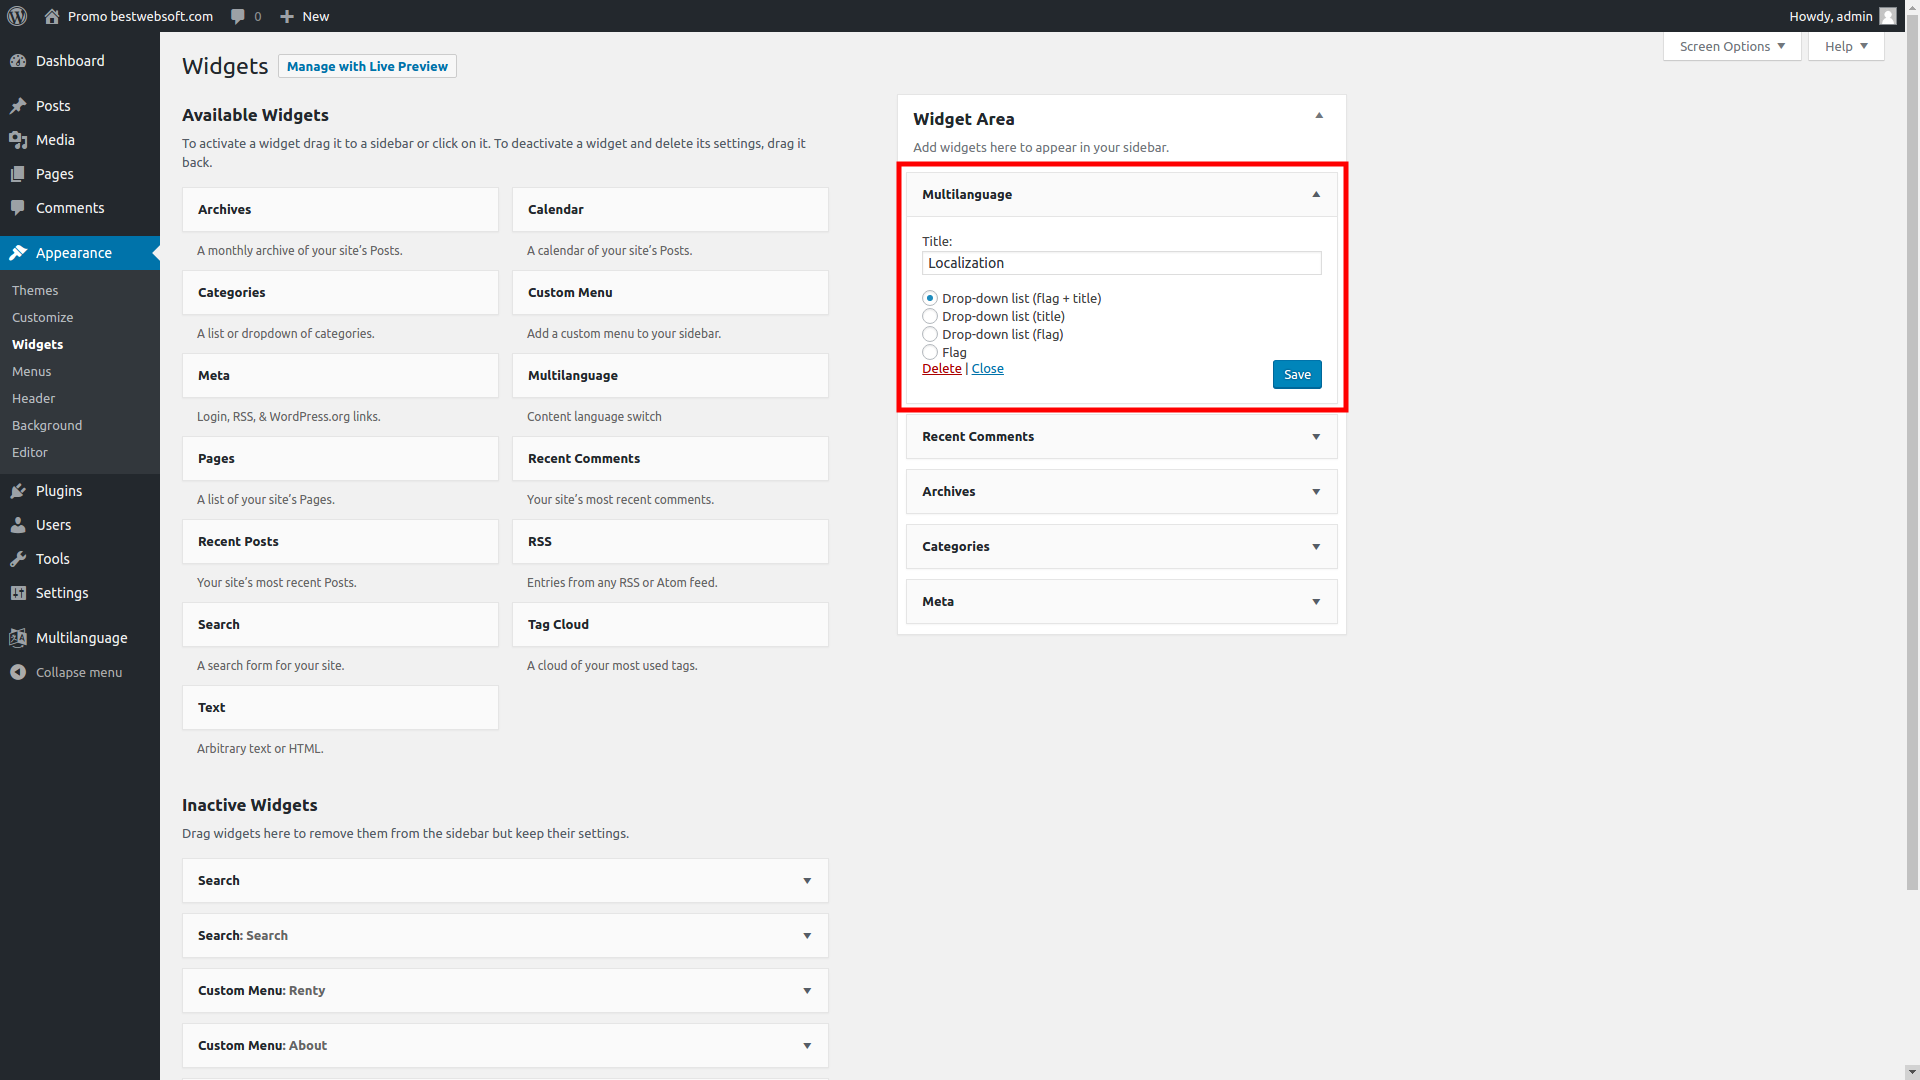 Promo bestwebsoft.com
0
New
Howdy, admin
Dashboard
Posts
Media
Pages
Comments
Appearance
Themes
Customize
Widgets
Menus
Header
Background
Editor
Plugins
Users
Tools
Settings
Multilanguage
Collapse menu
Screen Options
Help
Widgets
Manage with Live Preview
Available Widgets
To activate a widget drag it to a sidebar or click on it. To deactivate a widget and delete its settings, drag it
back.
Archives
A monthly archive of your site’s Posts.
Calendar
A calendar of your site’s Posts.
Categories
A list or dropdown of categories.
Custom Menu
Add a custom menu to your sidebar.
Meta
Login, RSS, & WordPress.org links.
Multilanguage
Content language switch
Pages
A list of your site’s Pages.
Recent Comments
Your site’s most recent comments.
Recent Posts
Your site’s most recent Posts.
RSS
Entries from any RSS or Atom feed.
Search
A search form for your site.
Tag Cloud
A cloud of your most used tags.
Text
Arbitrary text or HTML.
Inactive Widgets
Drag widgets here to remove them from the sidebar but keep their settings.
Search
Search: Search
Custom Menu: Renty
Custom Menu: About
Widget Area
Add widgets here to appear in your sidebar.
Multilanguage
Title:
Localization
Drop-down list (flag + title)
Drop-down list (title)
Drop-down list (flag)
Flag
Delete | Close
Save
Recent Comments
Archives
Categories
Meta